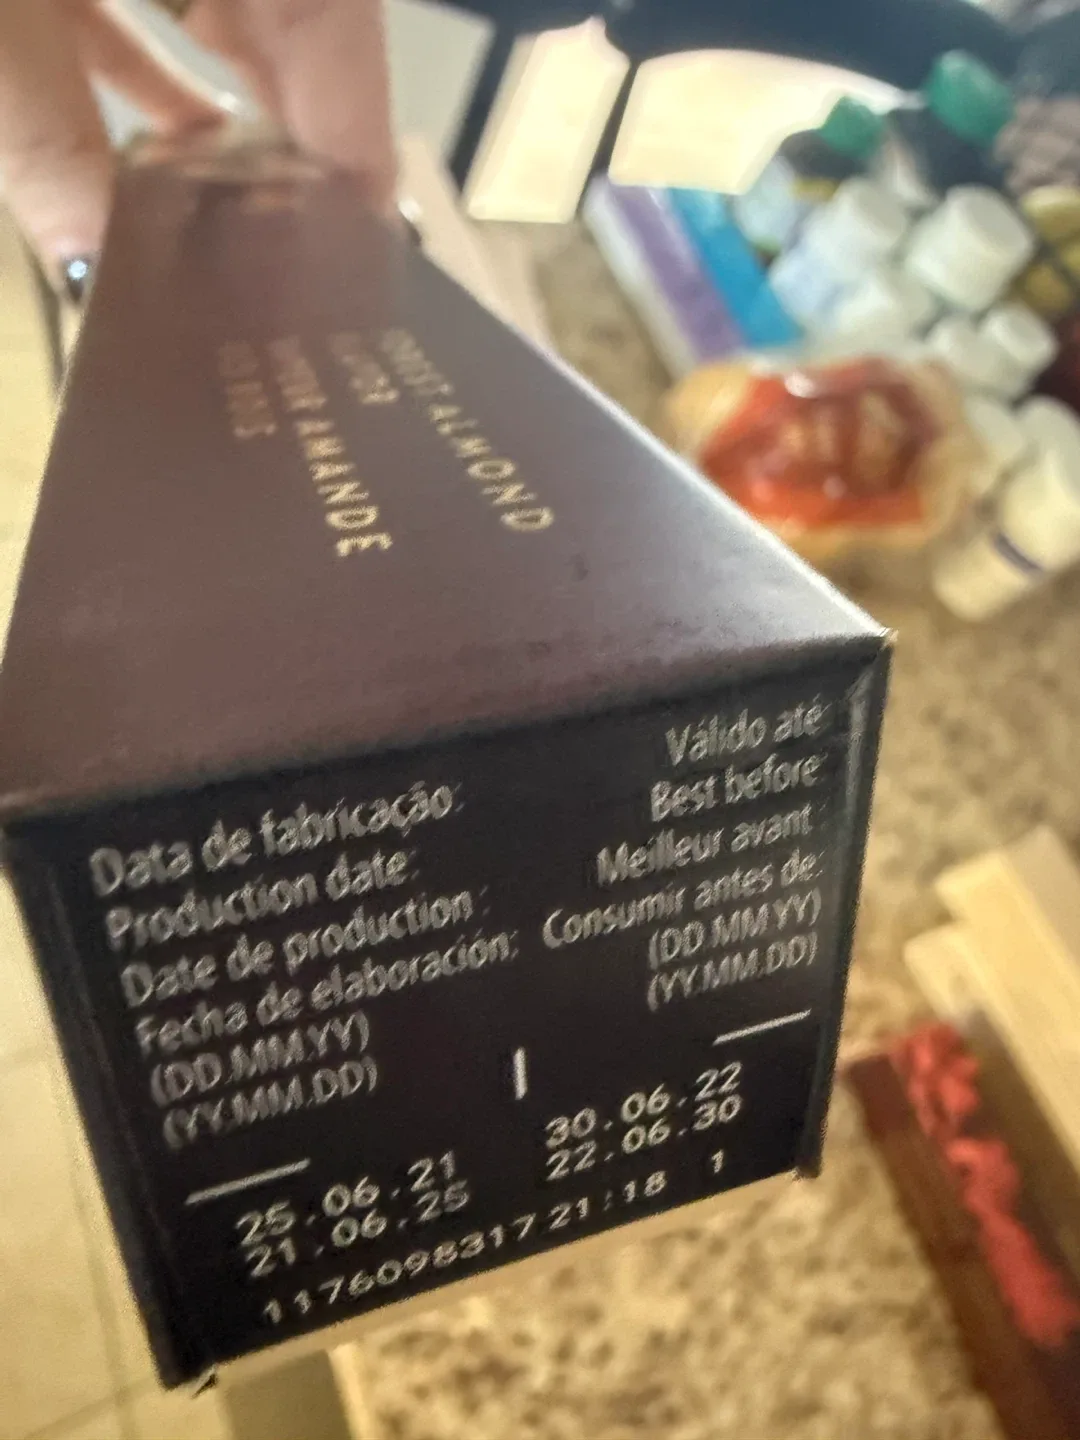 ALMOND
AMANDE
Data de fabricação:
Production date:
Date de production :
Fecha de elaboración:
(DD.MM.YY)
(YY.MM.DD)
Válido até:
Best before:
Meilleur avant :
Consumir antes de:
(DD.MM.YY)
(YY.MM.DD)
25.06.21
21.06.25
30.06.22
22.06.30
1176098317 21:18 1